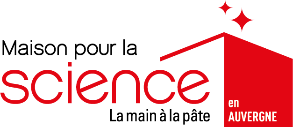 Maison pour la
science
La main à la pâte
en
AUVERGNE